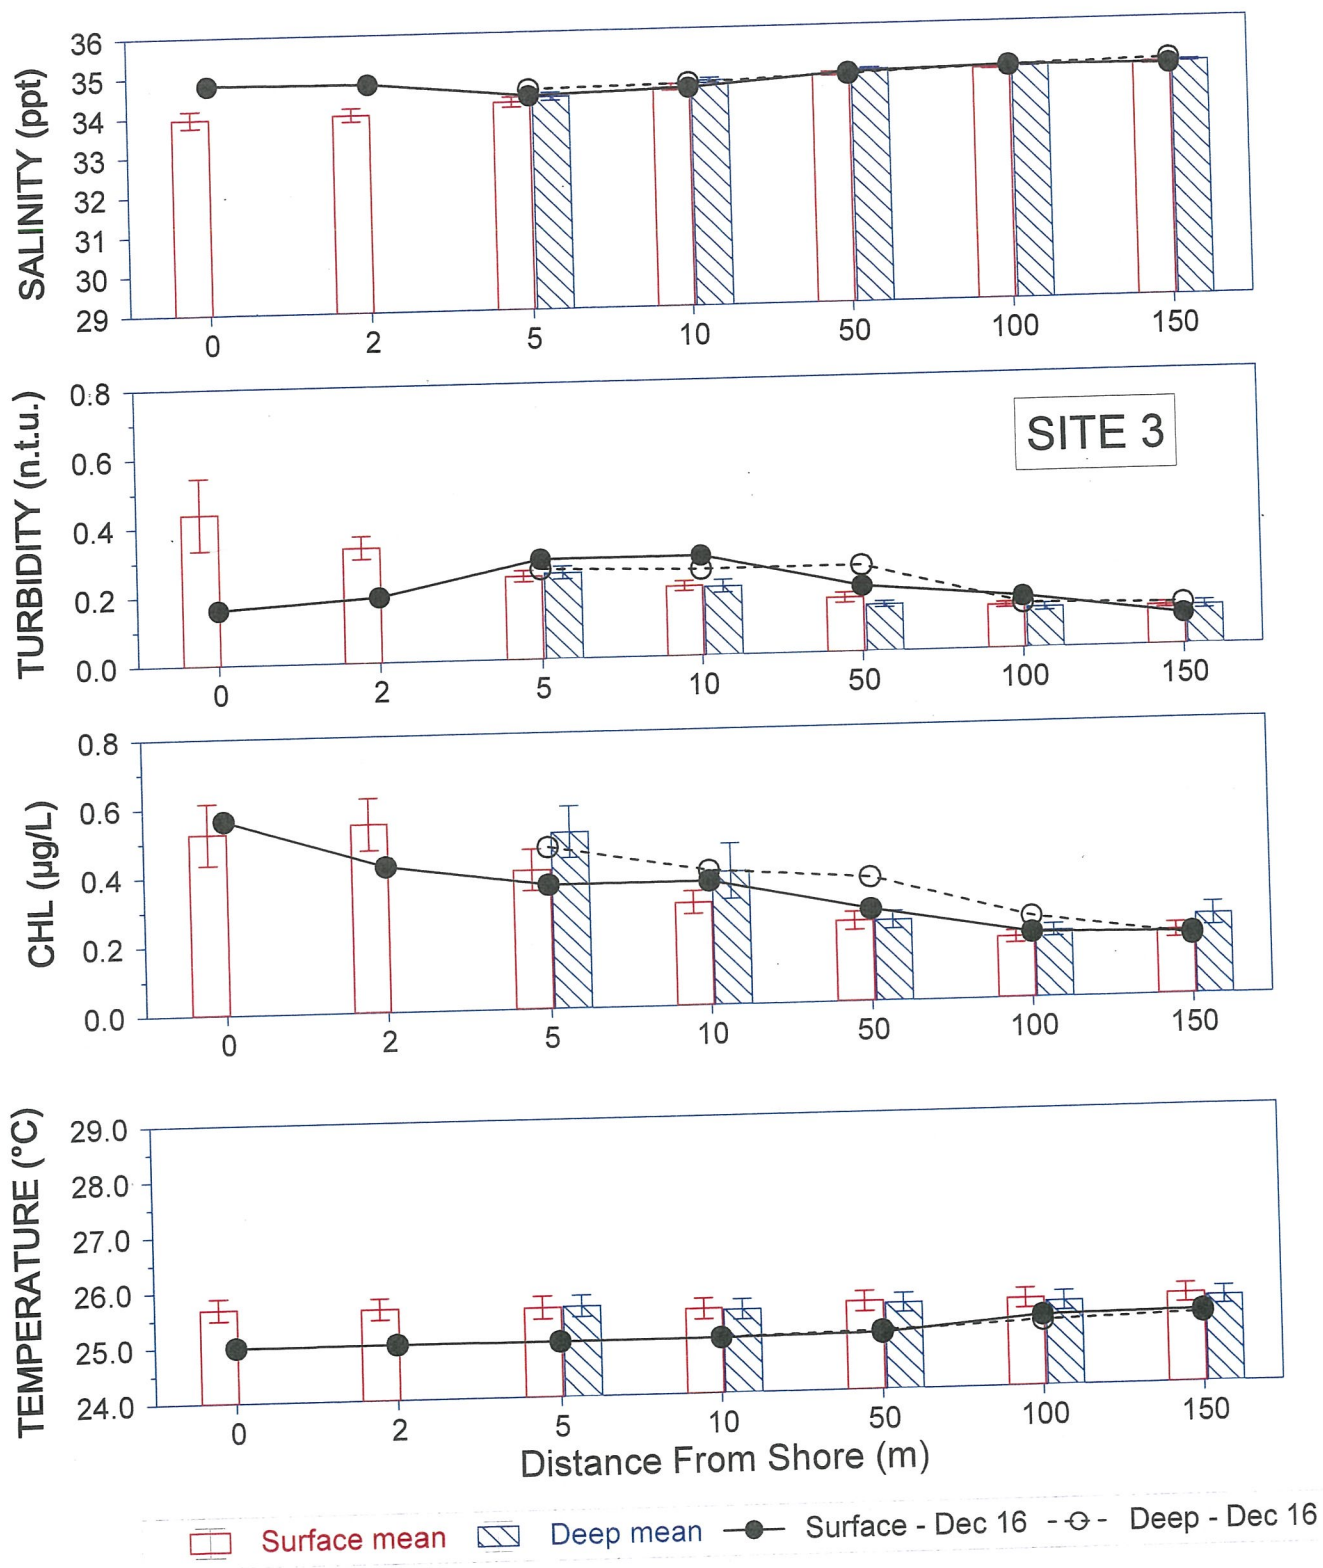 SALINITY (ppt)
36
35
34
33
32
31
30
29
0 2 5 10 50 100 150
TURBIDITY (n.t.u.)
0.8
0.6
0.4
0.2
0.0
SITE 3
0 2 5 10 50 100 150
CHL (µg/L)
0.8
0.6
0.4
0.2
0.0
0 2 5 10 50 100 150
TEMPERATURE (°C)
29.0
28.0
27.0
26.0
25.0
24.0
0 2 5 10 50 100 150
Distance From Shore (m)
Surface mean Deep mean Surface - Dec 16 Deep - Dec 16